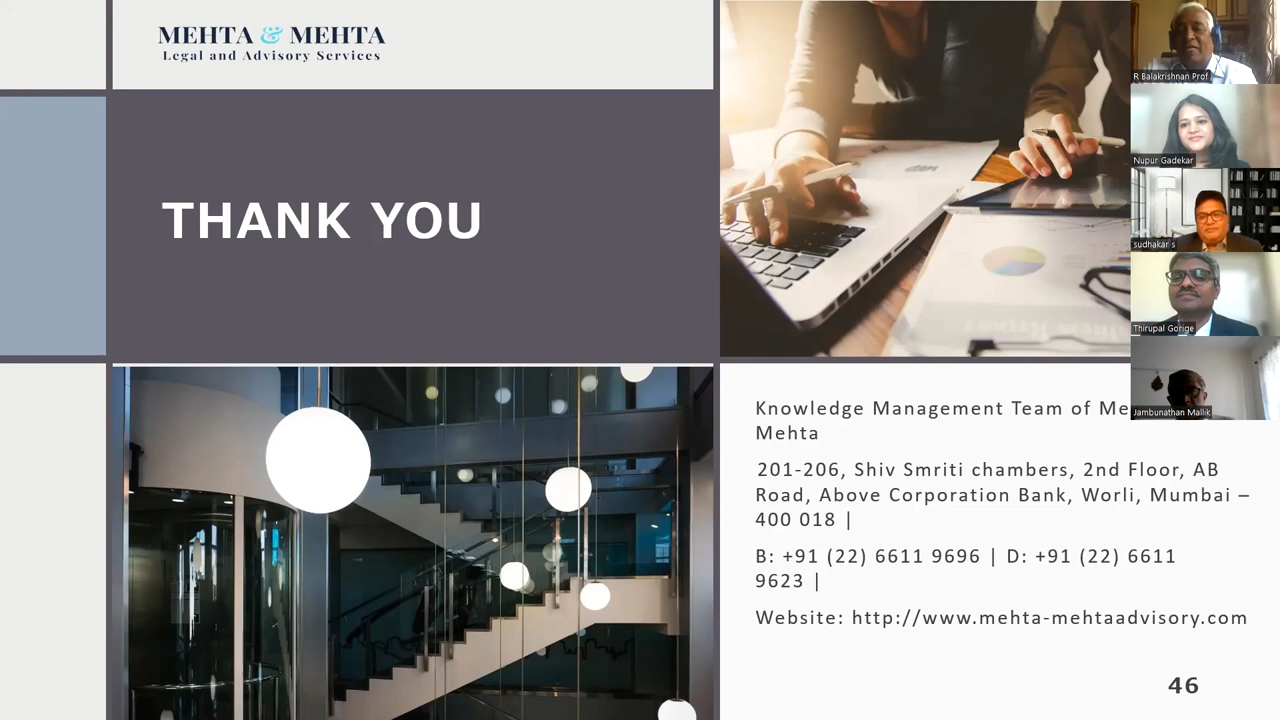 MEHTA & MEHTA
Legal and Advisory Services
THANK YOU
Knowledge Management Team of
Mehta
201-206, Shiv Smriti chambers, 2nd Floor, AB
Road, Above Corporation Bank, Worli, Mumbai –
400 018 |
B: +91 (22) 6611 9696 | D: +91 (22) 6611
9623 |
Website: http://www.mehta-mehtaadvisory.com
46
R Balakrishnan Prof
Nupur Gadekar
sudhakar s
Thirupal Gorige
Jambunathan Mallik